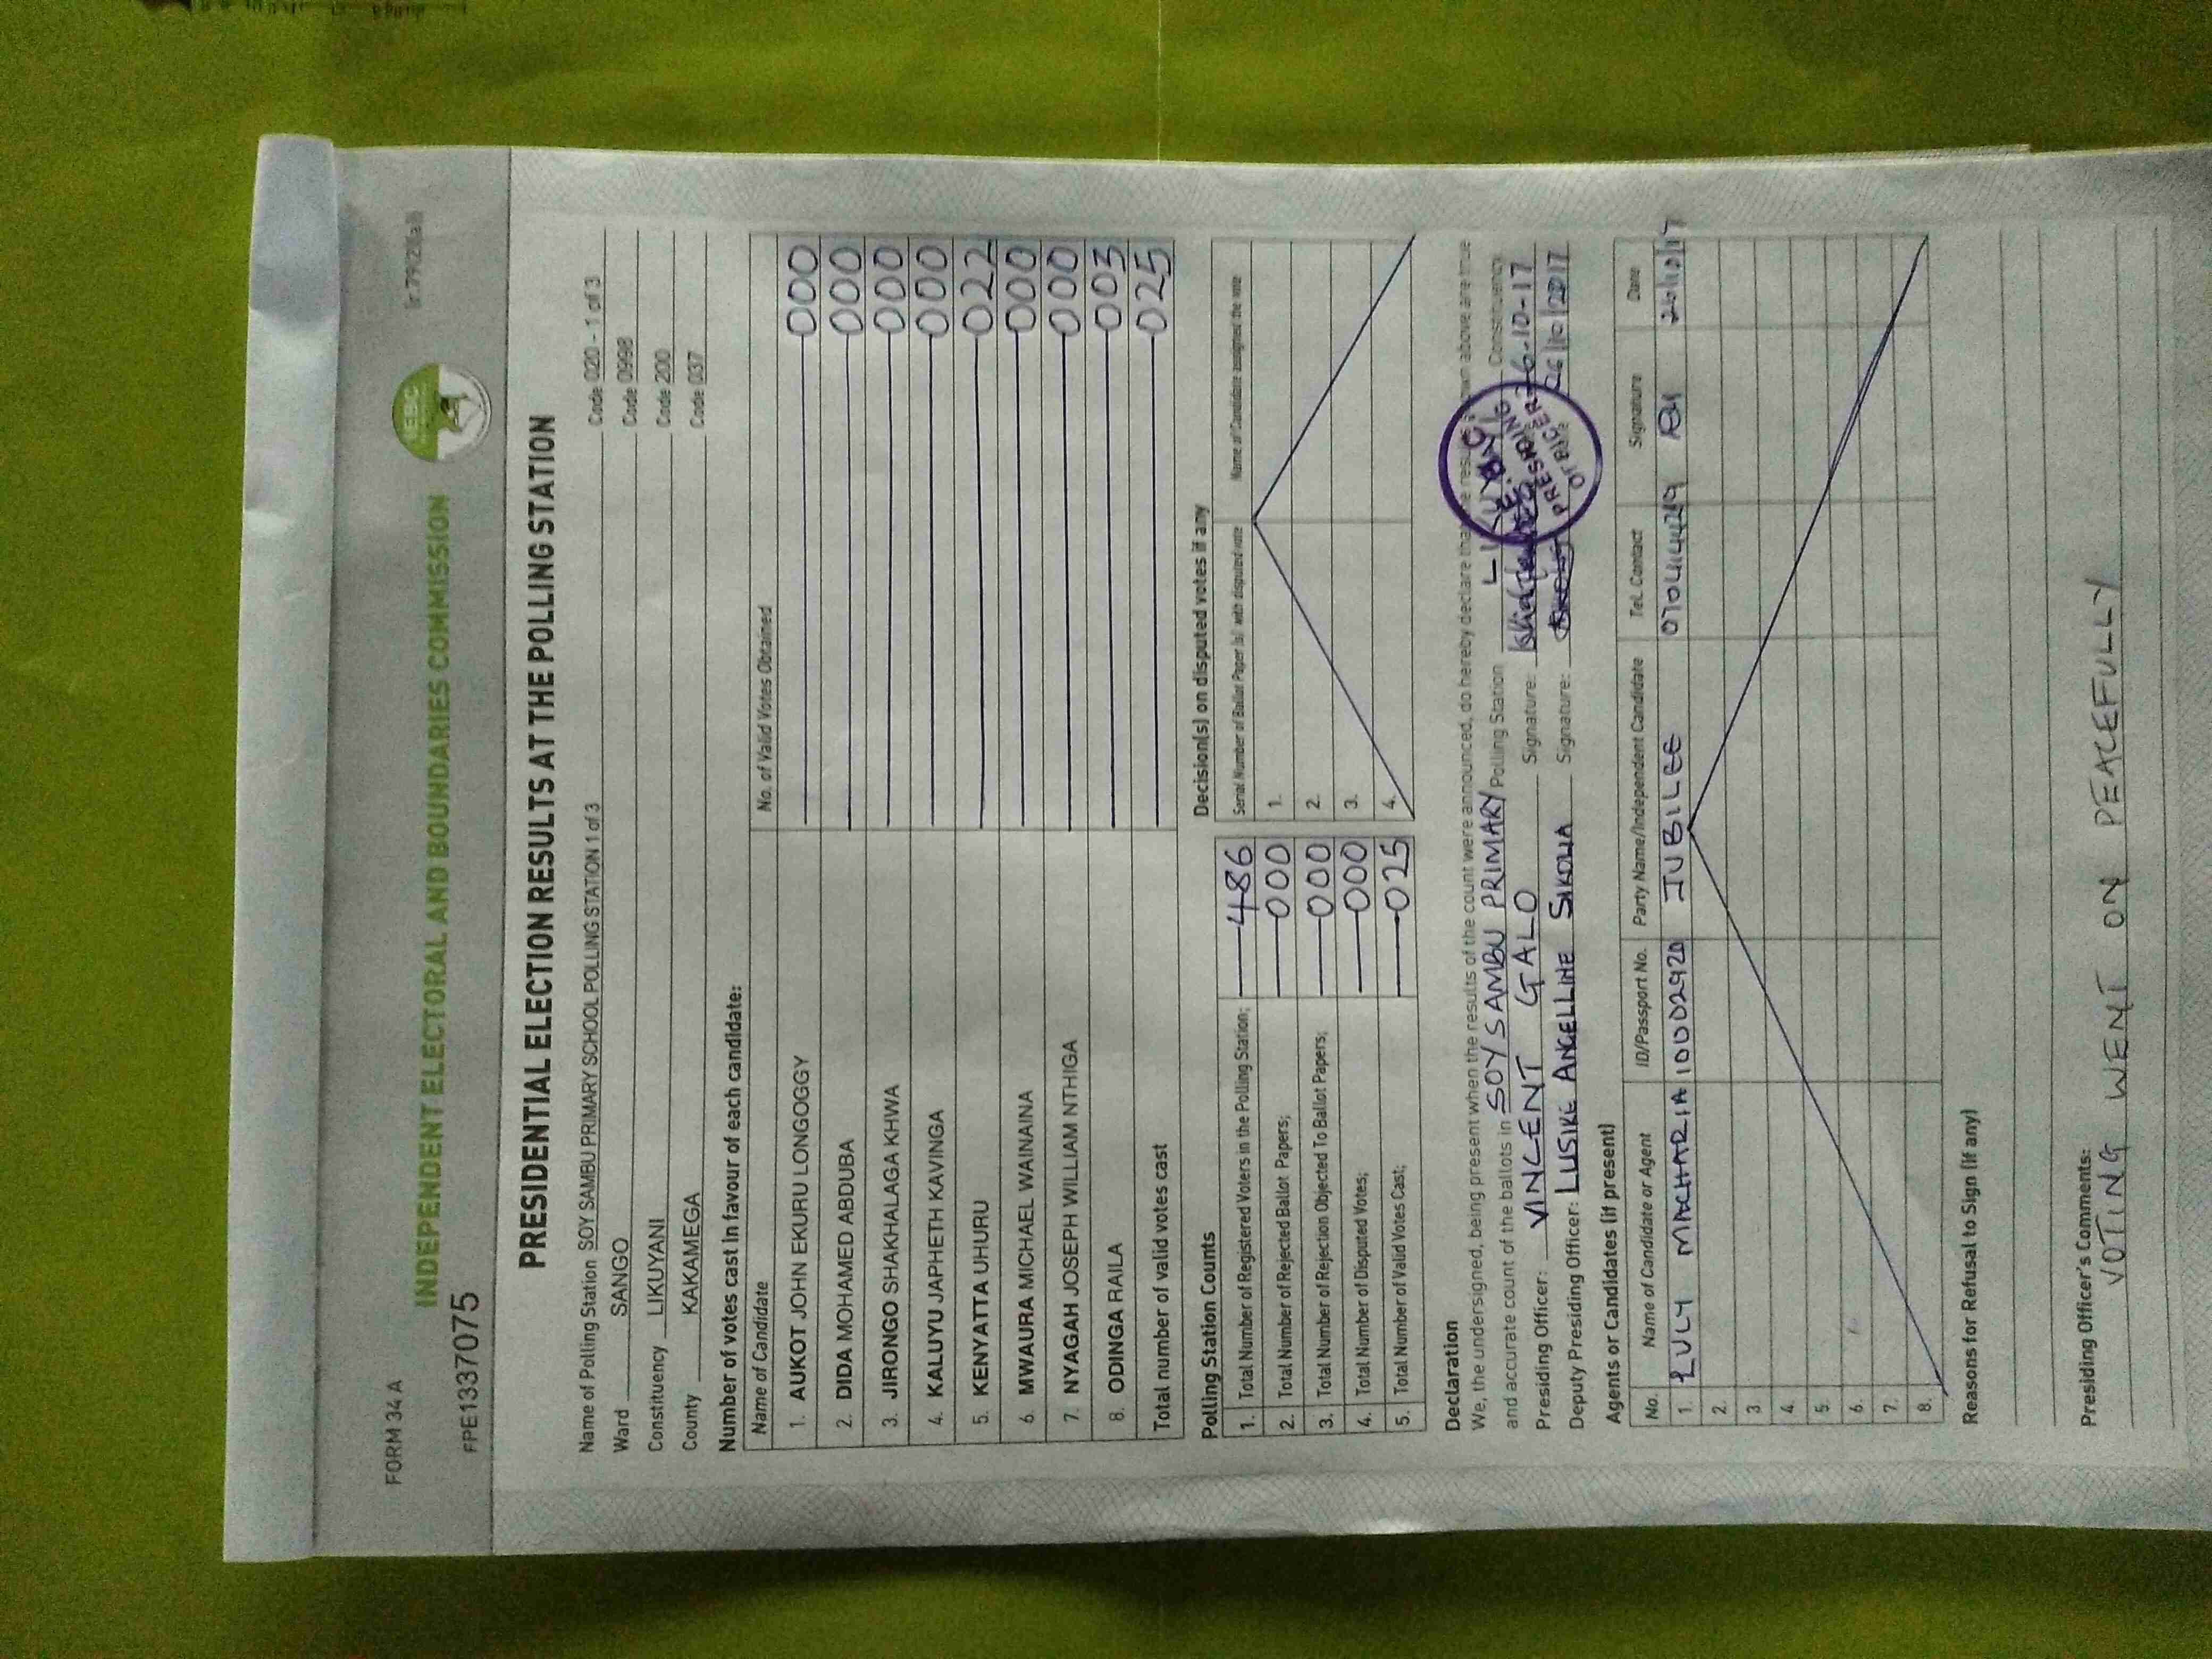 FORM 34 A
INDEPENDENT ELECTORAL AND BOUNDARIES COMMISSION
IEBC
FPE1337075
PRESIDENTIAL ELECTION RESULTS AT THE POLLING STATION
Name of Polling Station SOY SAMBU PRIMARY SCHOOL POLLING STATION 1 of 3 Code 020 - 1 of 3
Ward SANGO Code 0998
Constituency LIKUYANI Code 200
County KAKAMEGA Code 037
Number of votes cast in favour of each candidate:
Name of Candidate No. of Valid Votes Obtained
1. AUKOT JOHN EKURU LONGOGGY 000
2. DIDA MOHAMED ABDUBA 000
3. JIRONGO SHAKHALAGA KHWA 000
4. KALUYU JAPHETH KAVINGA 000
5. KENYATTA UHURU 022
6. MWAURA MICHAEL WAINAINA 000
7. NYAGAH JOSEPH WILLIAM NTHIGA 000
8. ODINGA RAILA 003
Total number of valid votes cast 025
Polling Station Counts
1. Total Number of Registered Voters in the Polling Station; 486
2. Total Number of Rejected Ballot Papers; 000
3. Total Number of Rejection Objected To Ballot Papers; 000
4. Total Number of Disputed Votes; 000
5. Total Number of Valid Votes Cast; 025
Decision(s) on disputed votes if any
Serial Number of Ballot Paper (s) with disputed vote Name of Candidate assigned the vote
1.
2.
3.
4.
Declaration
We, the undersigned, being present when the results of the count were announced, do hereby declare that the results shown above are true
and accurate count of the ballots in SOY SAMBU PRIMARY Polling Station Constituency
Presiding Officer: VINCENT GALO Signature: 26-10-17
Deputy Presiding Officer: LUSIKE ANGELLINE SIKOLIA Signature: 26/10/2017
PRESIDING OFFICER
Agents or Candidates (if present)
No. Name of Candidate or Agent ID/Passport No. Party Name/Independent Candidate Tel. Contact Signature Date
1. MACHARIA JUBILEE
2.
3
4.
5.
6.
7.
8.
Reasons for Refusal to Sign (if any)
Presiding Officer's Comments:
VOTING WENT ON PEACEFULLY